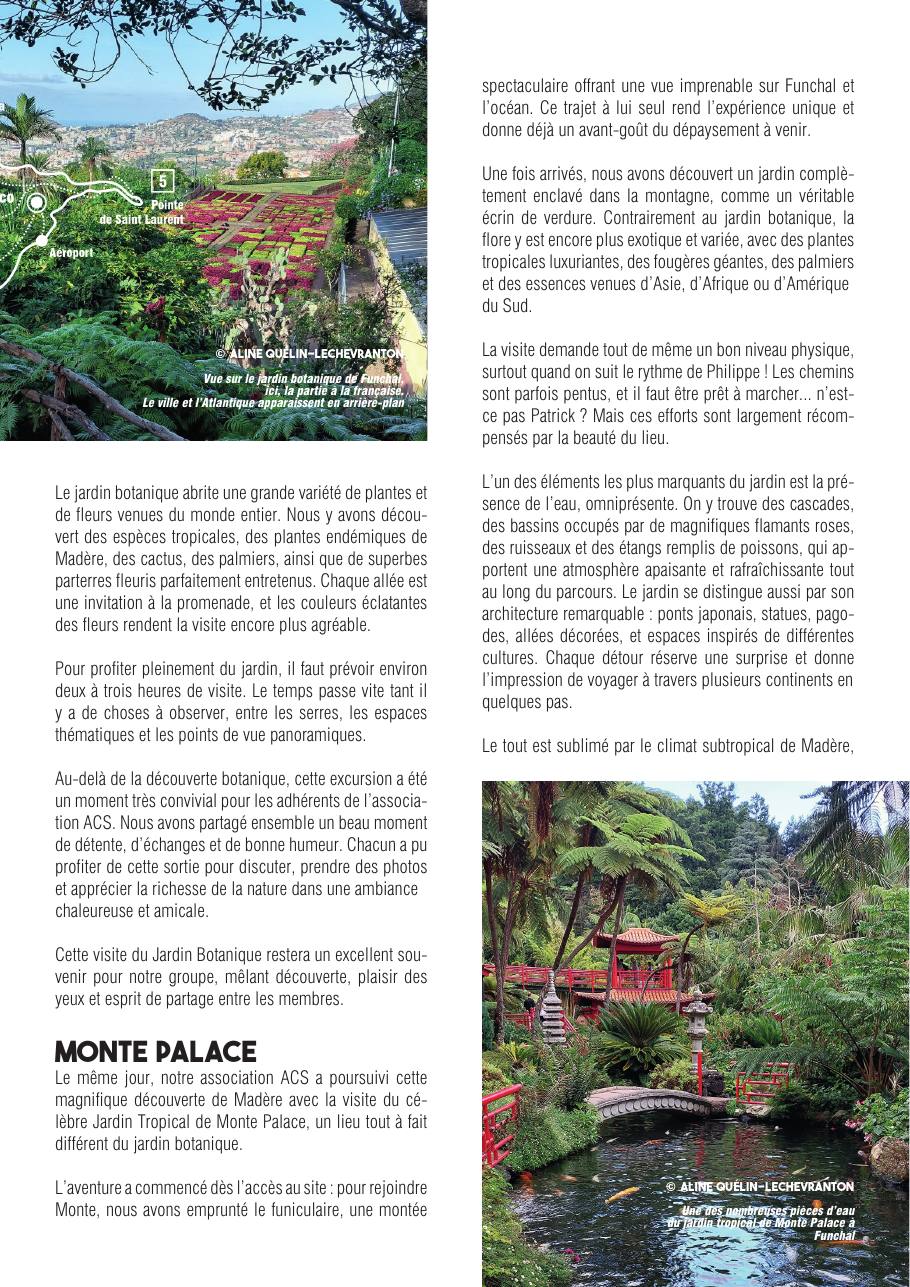 5
Pointe
de Saint Laurent
Aéroport
© ALINE QUÉLIN-LECHEVRANTON
Vue sur le jardin botanique de Funchal,
ici, la partie à la française.
Le ville et l'Atlantique apparaissent en arrière-plan
Le jardin botanique abrite une grande variété de plantes et
de fleurs venues du monde entier. Nous y avons décou-
vert des espèces tropicales, des plantes endémiques de
Madère, des cactus, des palmiers, ainsi que de superbes
parterres fleuris parfaitement entretenus. Chaque allée est
une invitation à la promenade, et les couleurs éclatantes
des fleurs rendent la visite encore plus agréable.
Pour profiter pleinement du jardin, il faut prévoir environ
deux à trois heures de visite. Le temps passe vite tant il
y a de choses à observer, entre les serres, les espaces
thématiques et les points de vue panoramiques.
Au-delà de la découverte botanique, cette excursion a été
un moment très convivial pour les adhérents de l'associa-
tion ACS. Nous avons partagé ensemble un beau moment
de détente, d'échanges et de bonne humeur. Chacun a pu
profiter de cette sortie pour discuter, prendre des photos
et apprécier la richesse de la nature dans une ambiance
chaleureuse et amicale.
Cette visite du Jardin Botanique restera un excellent sou-
venir pour notre groupe, mêlant découverte, plaisir des
yeux et esprit de partage entre les membres.
MONTE PALACE
Le même jour, notre association ACS a poursuivi cette
magnifique découverte de Madère avec la visite du cé-
lèbre Jardin Tropical de Monte Palace, un lieu tout à fait
différent du jardin botanique.
L'aventure a commencé dès l'accès au site : pour rejoindre
Monte, nous avons emprunté le funiculaire, une montée
spectaculaire offrant une vue imprenable sur Funchal et
l'océan. Ce trajet à lui seul rend l'expérience unique et
donne déjà un avant-goût du dépaysement à venir.
Une fois arrivés, nous avons découvert un jardin complè-
tement enclavé dans la montagne, comme un véritable
écrin de verdure. Contrairement au jardin botanique, la
flore y est encore plus exotique et variée, avec des plantes
tropicales luxuriantes, des fougères géantes, des palmiers
et des essences venues d'Asie, d'Afrique ou d'Amérique
du Sud.
La visite demande tout de même un bon niveau physique,
surtout quand on suit le rythme de Philippe ! Les chemins
sont parfois pentus, et il faut être prêt à marcher... n'est-
ce pas Patrick ? Mais ces efforts sont largement récom-
pensés par la beauté du lieu.
L'un des éléments les plus marquants du jardin est la pré-
sence de l'eau, omniprésente. On y trouve des cascades,
des bassins occupés par de magnifiques flamants roses,
des ruisseaux et des étangs remplis de poissons, qui ap-
portent une atmosphère apaisante et rafraîchissante tout
au long du parcours. Le jardin se distingue aussi par son
architecture remarquable : ponts japonais, statues, pago-
des, allées décorées, et espaces inspirés de différentes
cultures. Chaque détour réserve une surprise et donne
l'impression de voyager à travers plusieurs continents en
quelques pas.
Le tout est sublimé par le climat subtropical de Madère,
© ALINE QUÉLIN-LECHEVRANTON
Une des nombreuses pièces d'eau
du jardin tropical de Monte Palace à
Funchal